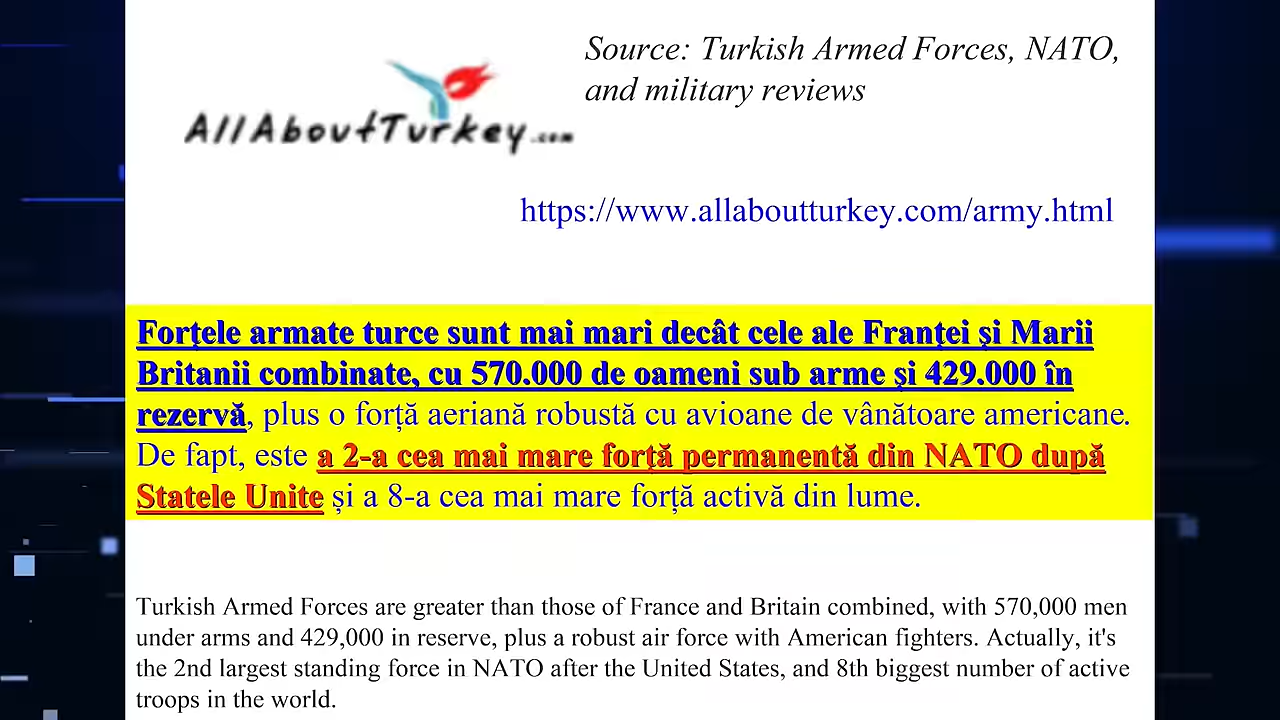 Source: Turkish Armed Forces, NATO,
and military reviews
AllAboutTurkey.com
https://www.allaboutturkey.com/army.html
Forțele armate turce sunt mai mari decât cele ale Franței și Marii
Britanii combinate, cu 570.000 de oameni sub arme și 429.000 în
rezervă, plus o forță aeriană robustă cu avioane de vânătoare americane.
De fapt, este a 2-a cea mai mare forță permanentă din NATO după
Statele Unite și a 8-a cea mai mare forță activă din lume.
Turkish Armed Forces are greater than those of France and Britain combined, with 570,000 men
under arms and 429,000 in reserve, plus a robust air force with American fighters. Actually, it's
the 2nd largest standing force in NATO after the United States, and 8th biggest number of active
troops in the world.